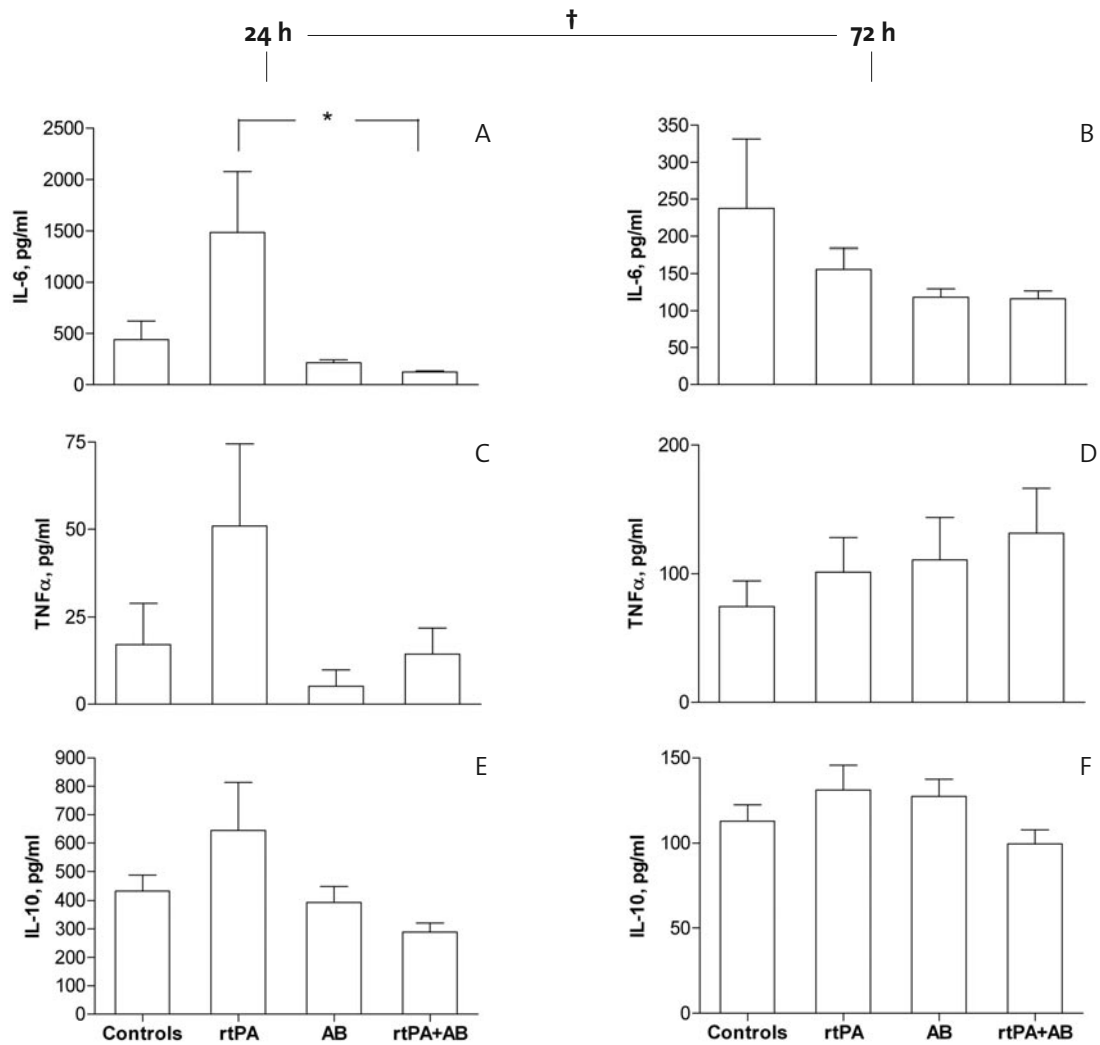 24 h † 72 h
*
A
IL-6, pg/ml
2500
2000
1500
1000
500
0
B
IL-6, pg/ml
350
300
250
200
150
100
50
0
C
TNFα, pg/ml
75
50
25
0
D
TNFα, pg/ml
200
100
0
E
IL-10, pg/ml
900
800
700
600
500
400
300
200
100
0
Controls rtPA AB rtPA+AB
F
IL-10, pg/ml
150
100
50
0
Controls rtPA AB rtPA+AB